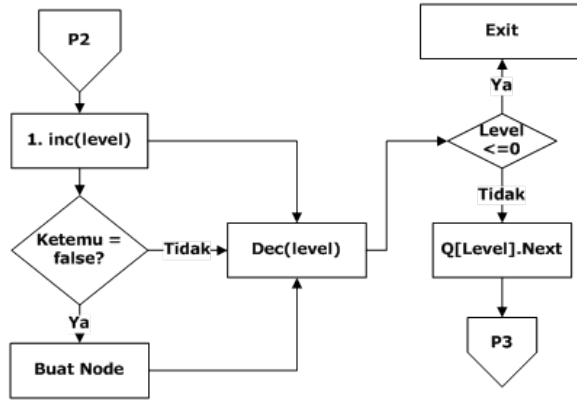 P2
1. inc(level)
Ketemu =
false?
Tidak
Ya
Buat Node
Dec(level)
Exit
Ya
Level
<=0
Tidak
Q[Level].Next
P3